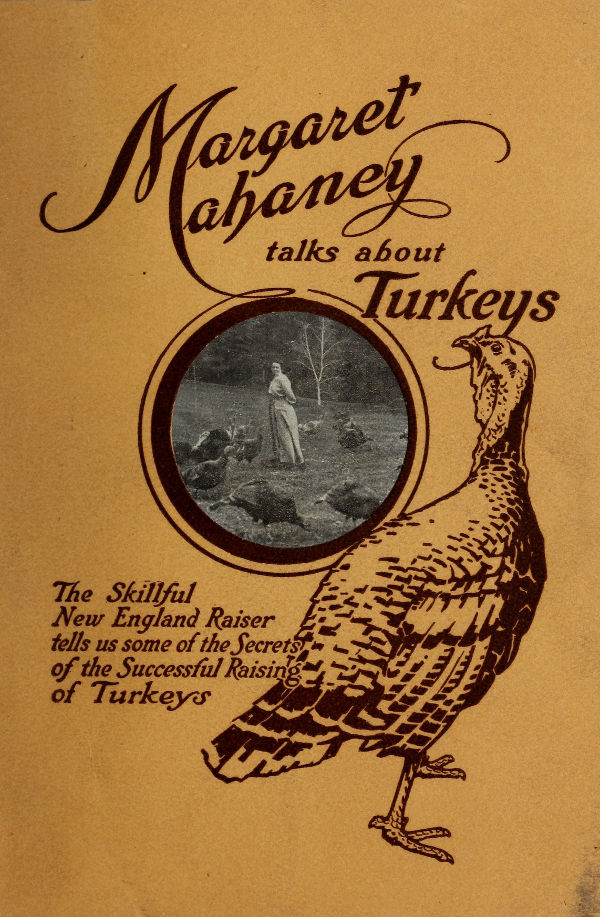 Margaret
Mahaney
talks about
Turkeys
The Skillful
New England Raiser
tells us some of the Secrets
of the Successful Raising
of Turkeys